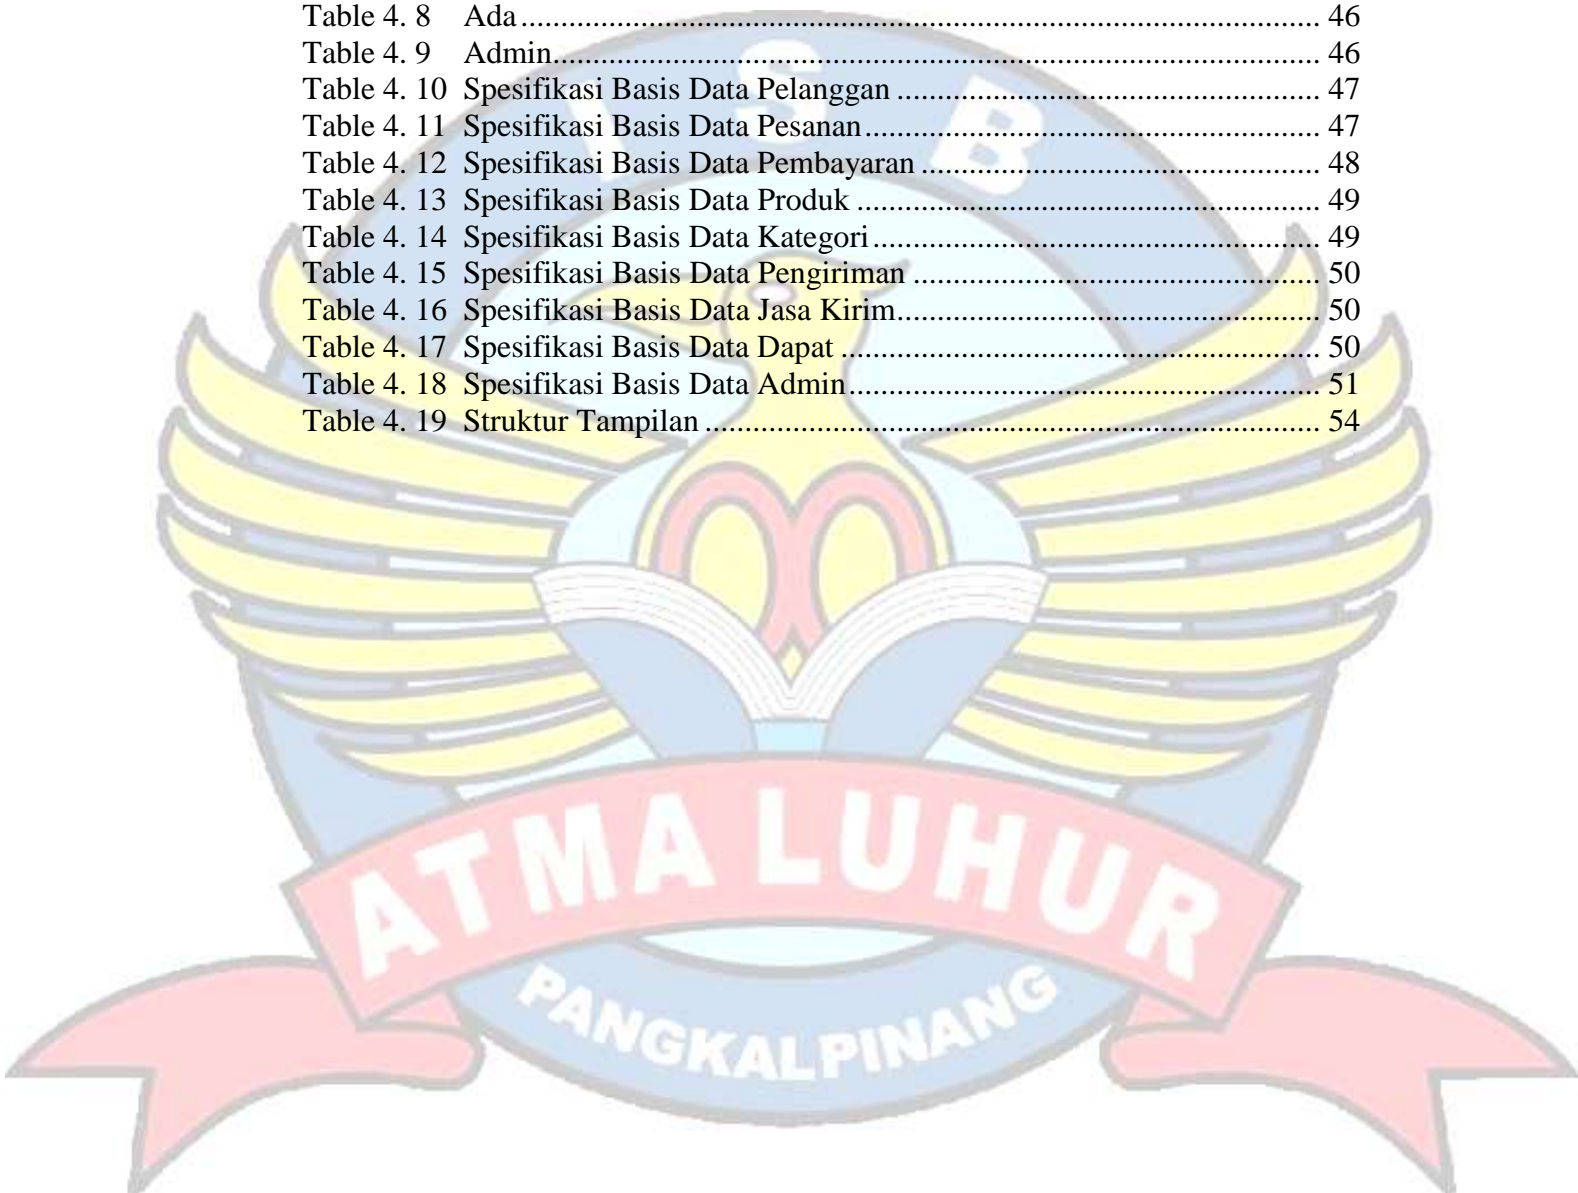 Table 4. 8 Ada ........................................................................................................ 46
Table 4. 9 Admin.................................................................................................... 46
Table 4. 10 Spesifikasi Basis Data Pelanggan ....................................................... 47
Table 4. 11 Spesifikasi Basis Data Pesanan........................................................... 47
Table 4. 12 Spesifikasi Basis Data Pembayaran .................................................... 48
Table 4. 13 Spesifikasi Basis Data Produk ............................................................ 49
Table 4. 14 Spesifikasi Basis Data Kategori.......................................................... 49
Table 4. 15 Spesifikasi Basis Data Pengiriman ..................................................... 50
Table 4. 16 Spesifikasi Basis Data Jasa Kirim....................................................... 50
Table 4. 17 Spesifikasi Basis Data Dapat .............................................................. 50
Table 4. 18 Spesifikasi Basis Data Admin............................................................. 51
Table 4. 19 Struktur Tampilan ................................................................................ 54
I S B
ATMA LUHUR
PANGKALPINANG